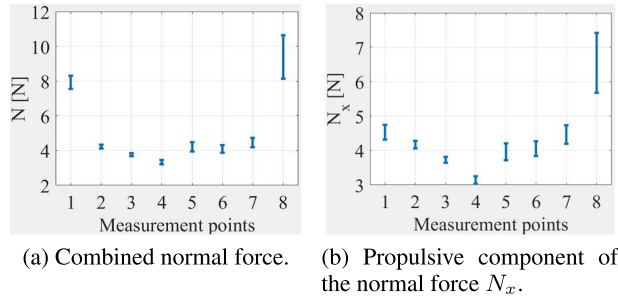 12
10
8
6
4
2
N [N]
1 2 3 4 5 6 7 8
Measurement points
(a) Combined normal force.
8
7
6
5
4
3
N_x [N]
1 2 3 4 5 6 7 8
Measurement points
(b) Propulsive component of
the normal force N_x.